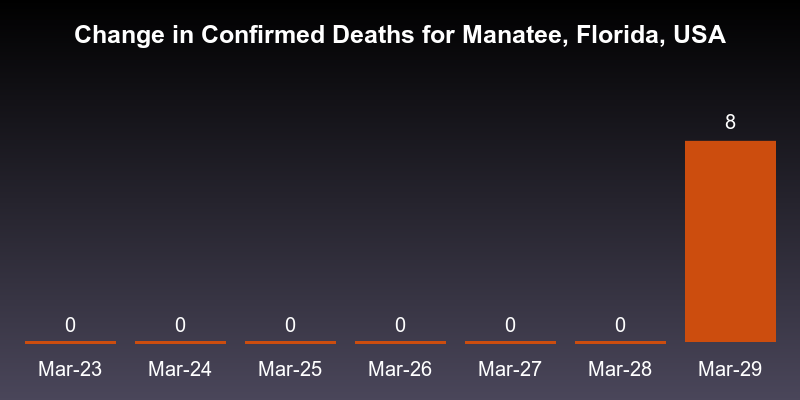 Change in Confirmed Deaths for Manatee, Florida, USA
8
0 0 0 0 0 0
Mar-23 Mar-24 Mar-25 Mar-26 Mar-27 Mar-28 Mar-29